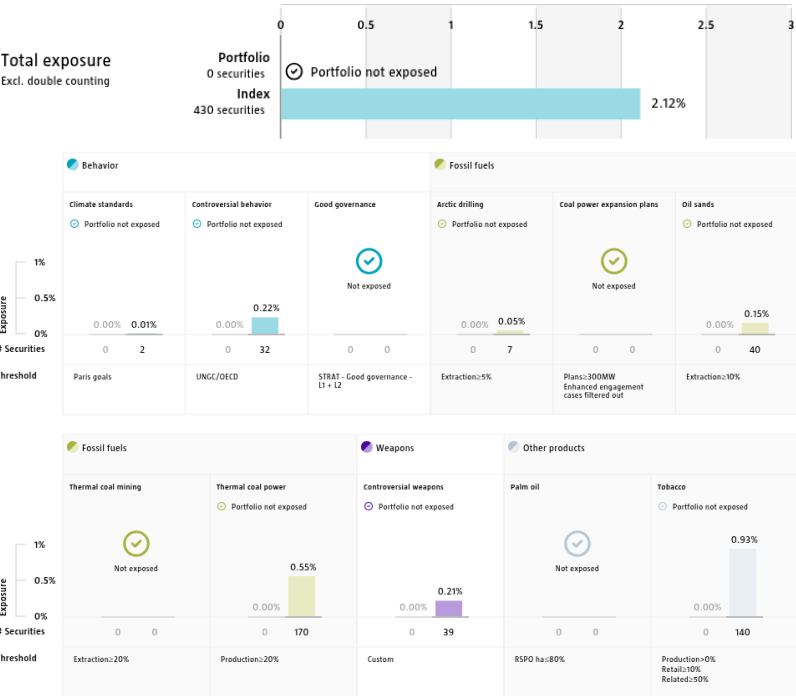 0 0.5 1 1.5 2 2.5 3
Total exposure
Excl. double counting
Portfolio
0 securities
Portfolio not exposed
Index
430 securities
2.12%
Behavior
Fossil fuels
Climate standards
Controversial behavior
Good governance
Arctic drilling
Coal power expansion plans
Oil sands
Portfolio not exposed
Portfolio not exposed
Portfolio not exposed
Portfolio not exposed
Not exposed
Not exposed
Exposure
1%
0.5%
0%
0.00% 0.01%
0.00% 0.22%
0.00% 0.05%
0.00% 0.15%
# Securities
0 2
0 32
0 0
0 7
0 0
0 40
hreshold
Paris goals
UNGC/OECD
STRAT - Good governance -
L1 + L2
Extraction≥5%
Plans≥300MW
Enhanced engagement
cases filtered out
Extraction≥10%
Fossil fuels
Weapons
Other products
Thermal coal mining
Thermal coal power
Controversial weapons
Palm oil
Tobacco
Portfolio not exposed
Portfolio not exposed
Portfolio not exposed
Not exposed
Not exposed
Exposure
1%
0.5%
0%
0.00% 0.55%
0.00% 0.21%
0.00% 0.93%
# Securities
0 0
0 170
0 39
0 0
0 140
hreshold
Extraction≥20%
Production≥20%
Custom
RSPO ha≤80%
Production>0%
Retail≥10%
Related≥50%